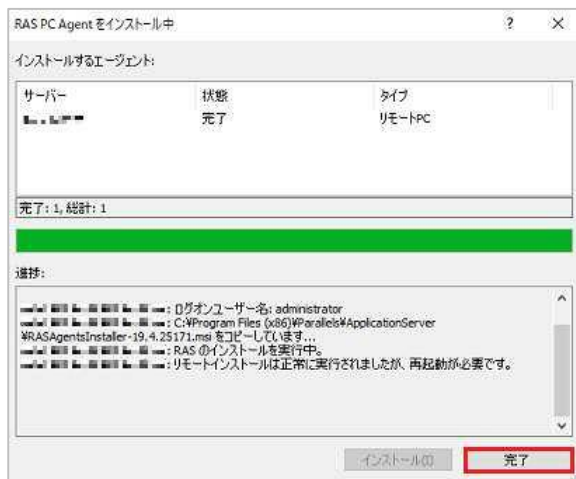 RAS PC Agent をインストール中 ? ×
インストールするエージェント:
サーバー 状態 タイプ
完了 リモートPC
完了: 1, 総計: 1
進捗:
: ログオンユーザー名: administrator
: C:¥Program Files (x86)¥Parallels¥ApplicationServer
¥RASAgentsInstaller-19.4.25171.msi をコピーしています...
: RAS のインストールを実行中。
: リモートインストールは正常に実行されましたが、再起動が必要です。
インストール(I) 完了